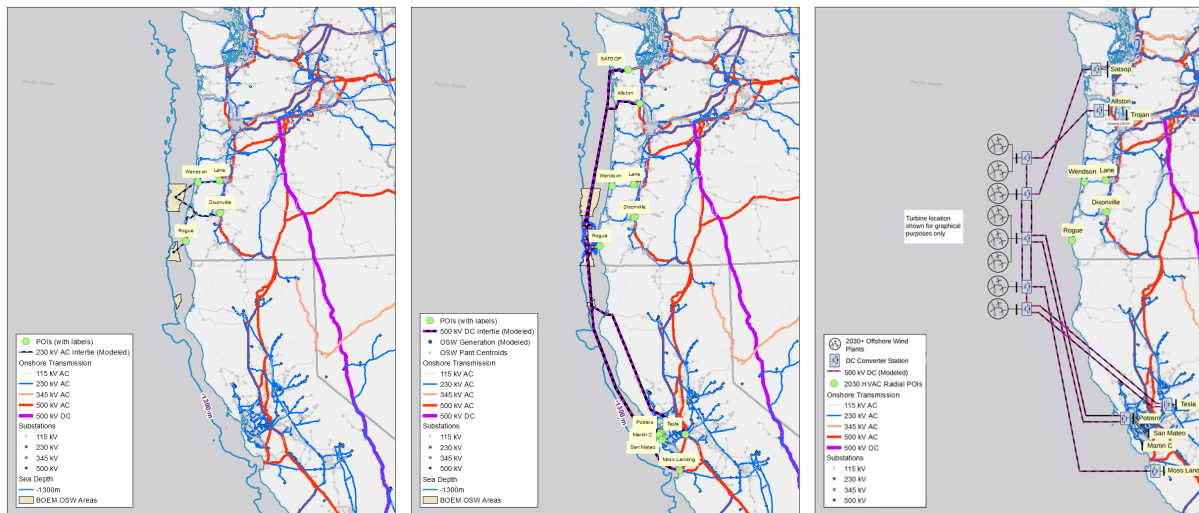 Wendson
Lane
Dixonville
Rogue
-1300 m
POIs (with labels)
230 kV AC Intertie (Modeled)
Onshore Transmission
115 kV AC
230 kV AC
345 kV AC
500 kV AC
500 kV DC
Substations
115 kV
230 kV
345 kV
500 kV
Sea Depth
-1300m
BOEM OSW Areas
SATSOP
Allston
Wendson
Lane
Dixonville
Rogue
-1300 m
Potrero
Tesla
Martin C
San Mateo
Moss Landing
POIs (with labels)
500 kV DC Intertie (Modeled)
OSW Generation (Modeled)
OSW Pant Centroids
Onshore Transmission
115 kV AC
230 kV AC
345 kV AC
500 kV AC
500 kV DC
Substations
115 kV
230 kV
345 kV
500 kV
Sea Depth
-1300m
BOEM OSW Areas
Satsop
Allston
Trojan
Wendson
Lane
Dixonville
Rogue
Turbine location
shown for graphical
purposes only
Tesla
Potrero
San Mateo
Martin C
Moss Land
2030+ Offshore Wind
Plants
DC Converter Station
500 kV DC (Modeled)
2030 HVAC Radial POIs
Onshore Transmission
115 kV AC
230 kV AC
345 kV AC
500 kV AC
500 kV DC
Substations
115 kV
230 kV
345 kV
500 kV